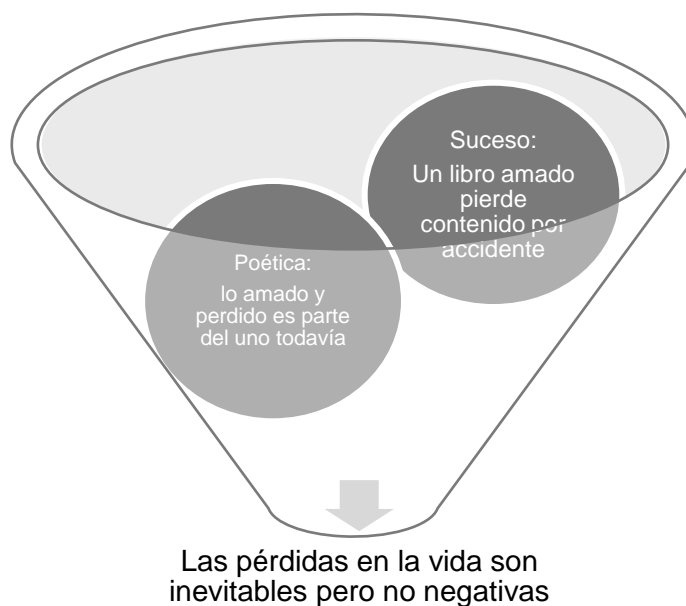 Suceso:
Un libro amado
pierde
contenido por
accidente
Poética:
lo amado y
perdido es parte
del uno todavía
Las pérdidas en la vida son
inevitables pero no negativas